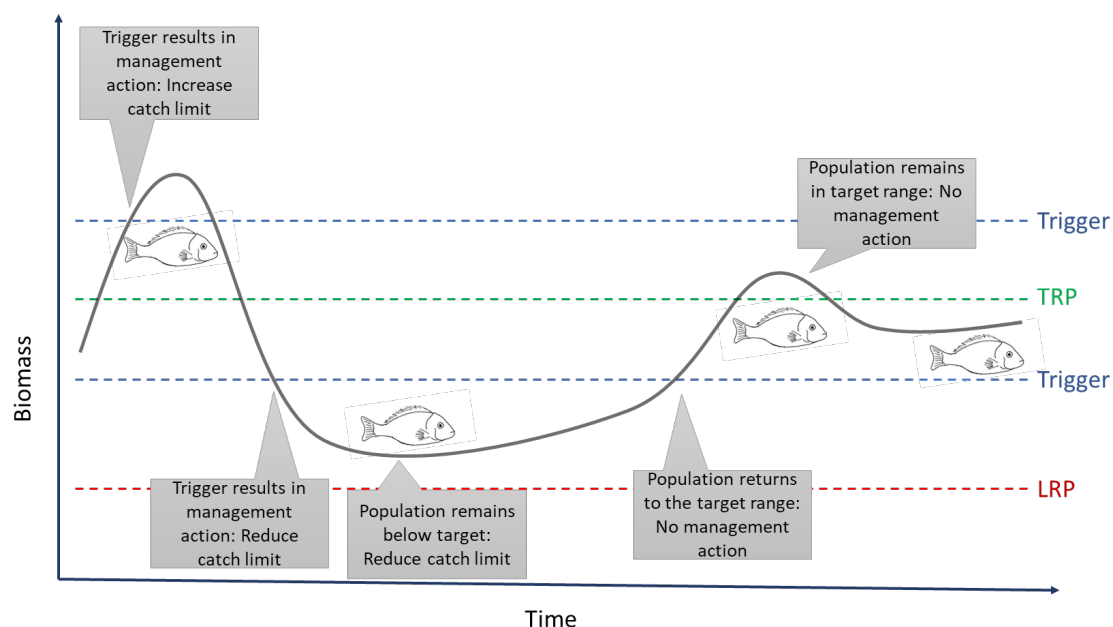 Trigger results in
management
action: Increase
catch limit
Population remains
in target range: No
management
action
Trigger
TRP
Trigger
Biomass
Trigger results in
management
action: Reduce
catch limit
Population remains
below target:
Reduce catch limit
Population returns
to the target range:
No management
action
LRP
Time